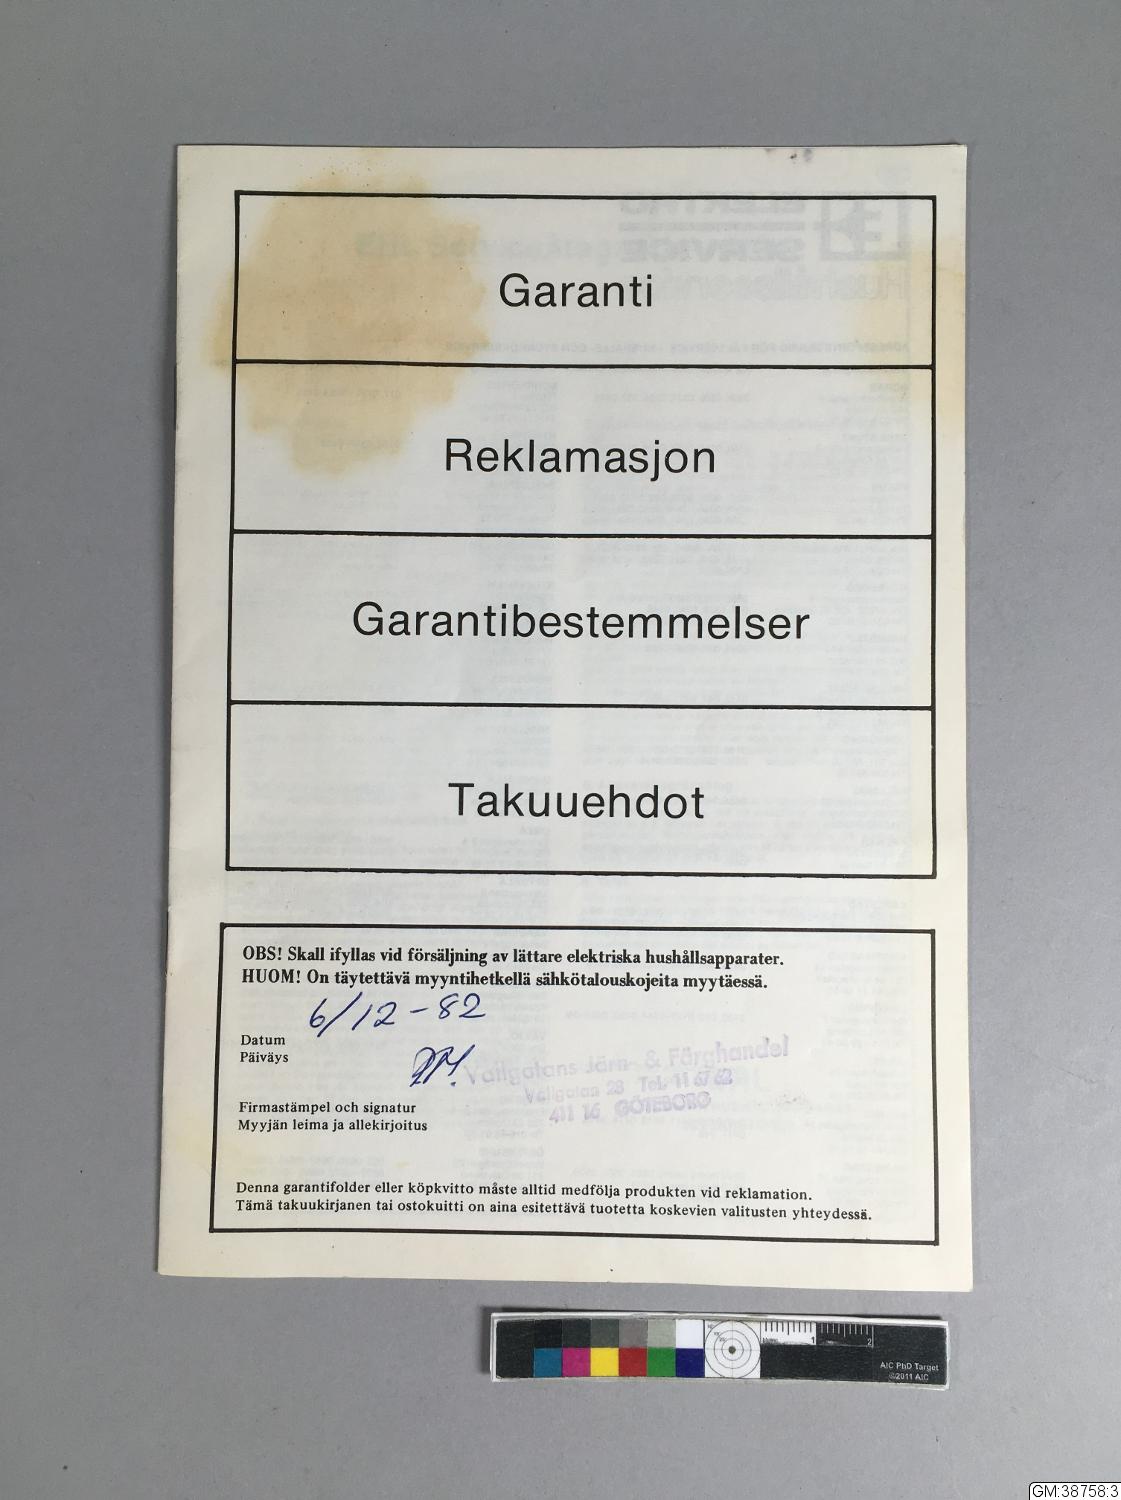 Garanti
Reklamasjon
Garantibestemmelser
Takuuehdot
OBS! Skall ifyllas vid försäljning av lättare elektriska hushållsapparater.
HUOM! On täytettävä myyntihetkellä sähkötalouskojeita myytäessä.
6/12-82
Datum
Päiväys
Vallgatans Järn- & Färghandel
Vallgatan 28 Tel. 11 67 62
411 16 GÖTEBORG
Firmastämpel och signatur
Myyjän leima ja allekirjoitus
Denna garantifolder eller köpkvitto måste alltid medfölja produkten vid reklamation.
Tämä takuukirjanen tai ostokuitti on aina esitettävä tuotetta koskevien valitusten yhteydessä.
1 2
AIC PhD Target
©2011 AIC
GM:38758:3